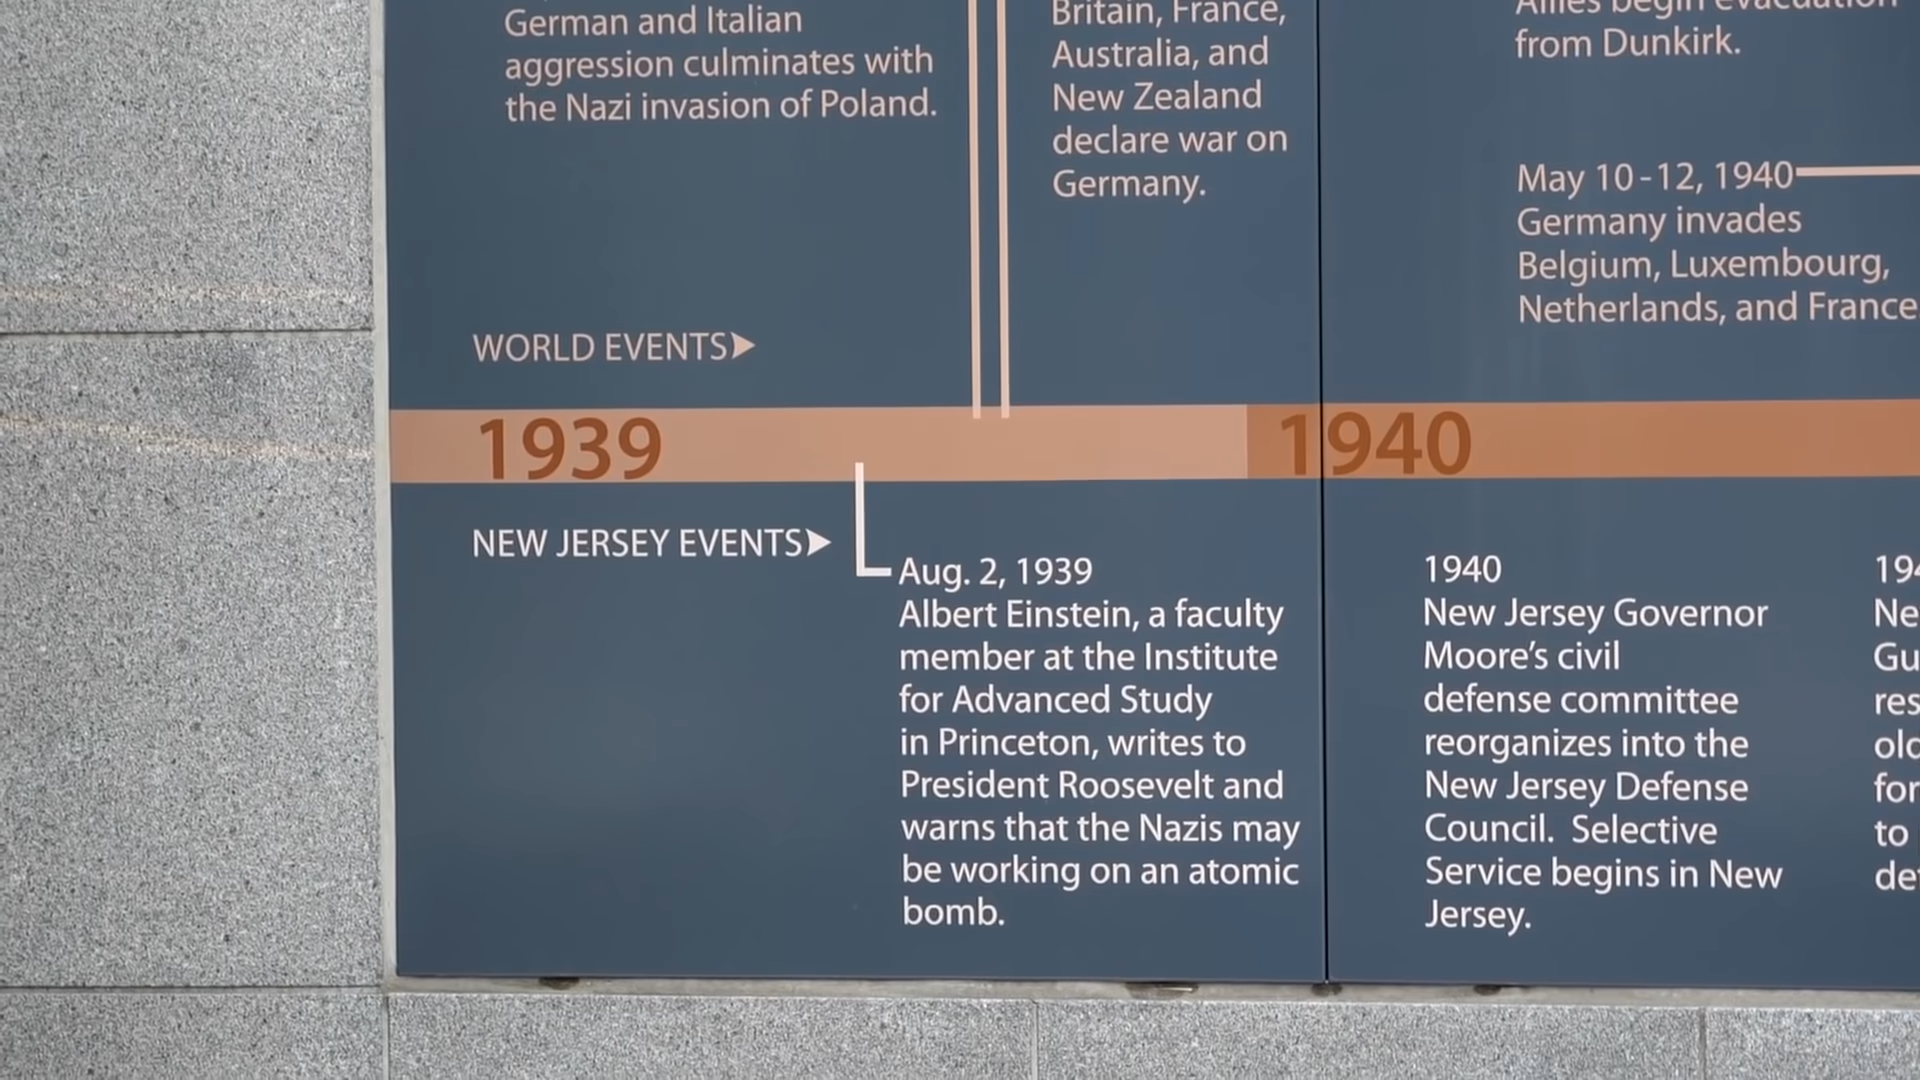 German and Italian
aggression culminates with
the Nazi invasion of Poland.
Britain, France,
Australia, and
New Zealand
declare war on
Germany.
Allies begin evacuation
from Dunkirk.
May 10-12, 1940
Germany invades
Belgium, Luxembourg,
Netherlands, and France
WORLD EVENTS
1939
1940
NEW JERSEY EVENTS
Aug. 2, 1939
Albert Einstein, a faculty
member at the Institute
for Advanced Study
in Princeton, writes to
President Roosevelt and
warns that the Nazis may
be working on an atomic
bomb.
1940
New Jersey Governor
Moore's civil
defense committee
reorganizes into the
New Jersey Defense
Council. Selective
Service begins in New
Jersey.
to